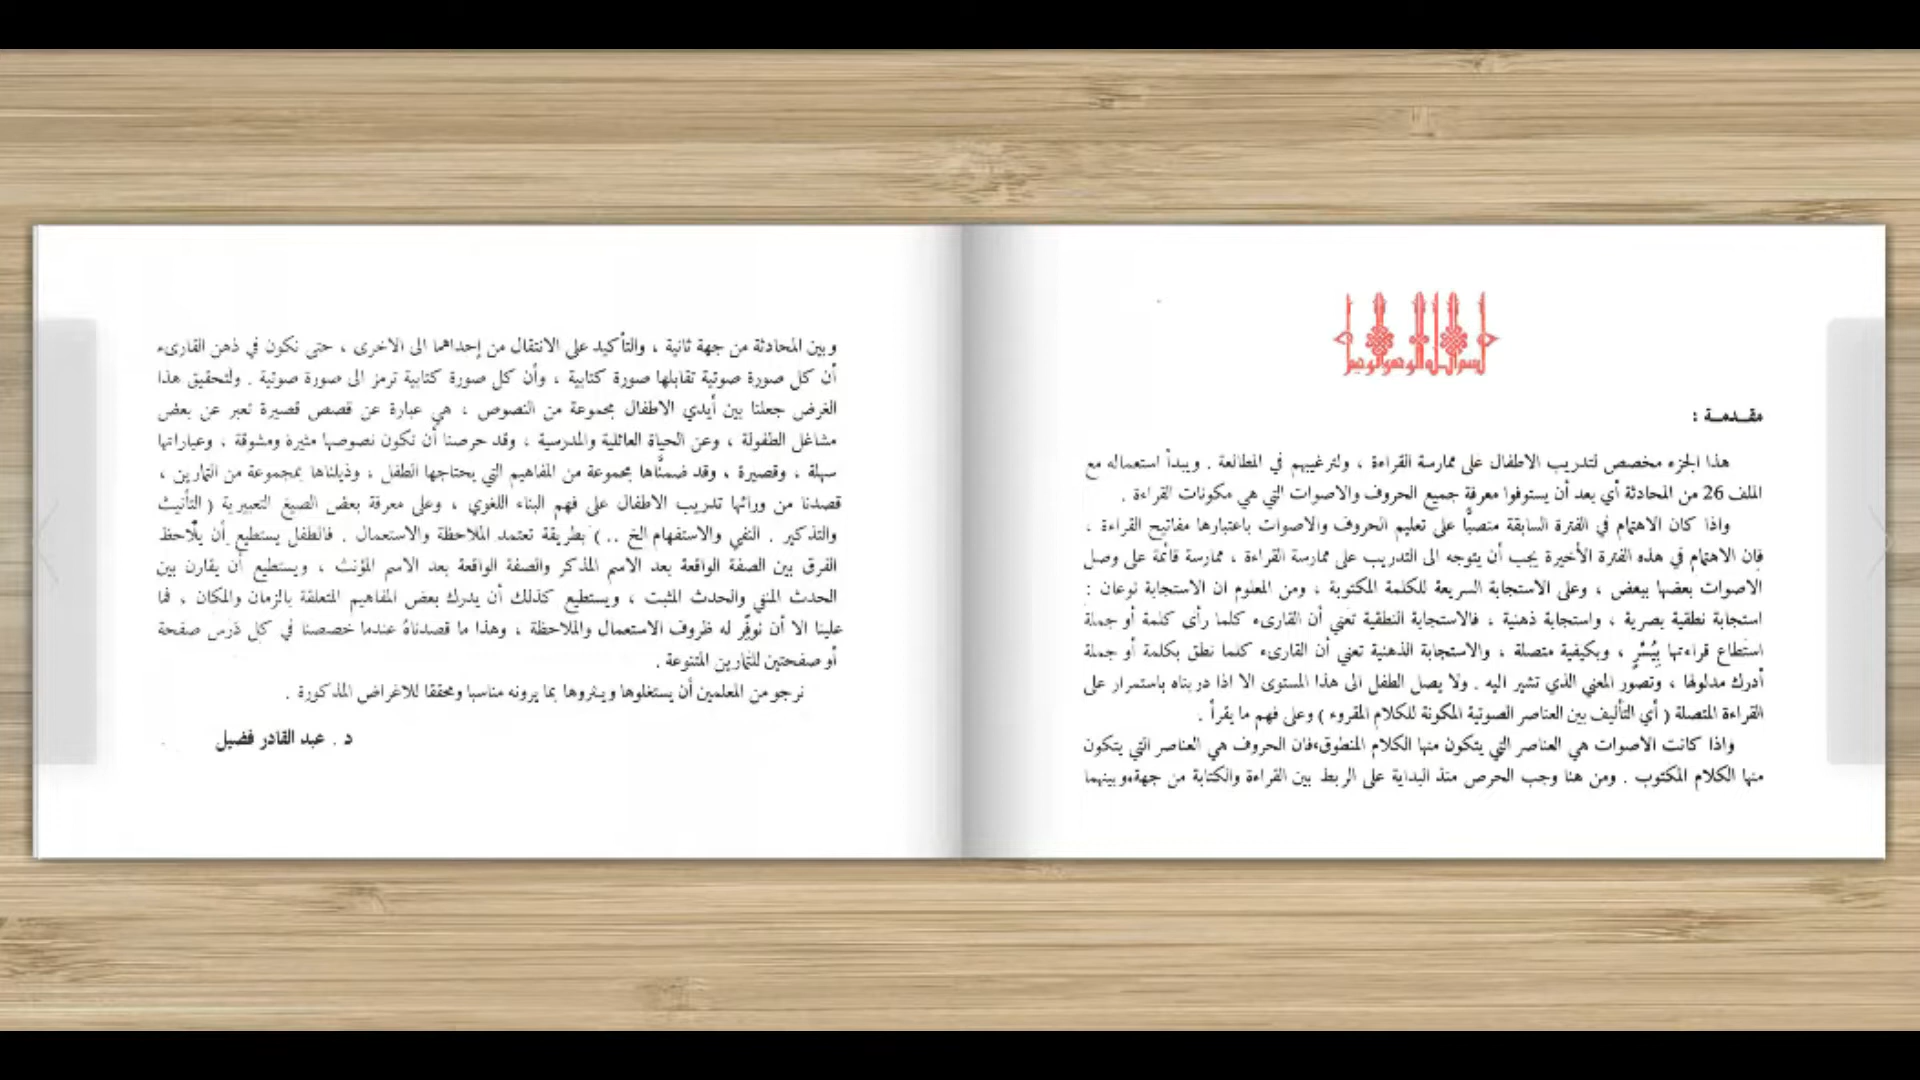 بسم الله الرحمن الرحيم
مقـدمـة :
هذا الجزء مخصص لتدريب الاطفال على ممارسة القراءة ، ولترغيبهم في المطالعة . ويبدأ استعماله مع
الملف 26 من المحادثة أي بعد أن يستوفوا معرفة جميع الحروف والاصوات التي هي مكونات القراءة .
واذا كان الاهتمام في الفترة السابقة منصبًّا على تعليم الحروف والاصوات باعتبارها مفاتيح القراءة ،
فإن الاهتمام في هذه الفترة الأخيرة يجب أن يتوجه الى التدريب على ممارسة القراءة ، ممارسة قائمة على وصل
الاصوات بعضها ببعض ، وعلى الاستجابة السريعة للكلمة المكتوبة ، ومن المعلوم ان الاستجابة نوعان :
استجابة نطقية بصرية ، واستجابة ذهنية ، فالاستجابة النطقية تعني أن القارىء كلما رأى كلمة أو جملة
استطاع قراءتها بِيُسْرٍ ، وبكيفية متصلة ، والاستجابة الذهنية تعني أن القارىء كلما نطق بكلمة أو جملة
أدرك مدلولها ، وتصور المعنى الذي تشير اليه . ولا يصل الطفل الى هذا المستوى الا اذا دربناه باستمرار على
القراءة المتصلة ( أي التأليف بين العناصر الصوتية المكونة للكلام المقروء ) وعلى فهم ما يقرأ .
واذا كانت الاصوات هي العناصر التي يتكون منها الكلام المنطوق،فان الحروف هي العناصر التي يتكون
منها الكلام المكتوب . ومن هنا وجب الحرص منذ البداية على الربط بين القراءة والكتابة من جهة،وبينهما
وبين المحادثة من جهة ثانية ، والتأكيد على الانتقال من إحداهما الى الاخرى ، حتى نكون في ذهن القارىء
أن كل صورة صوتية تقابلها صورة كتابية ، وأن كل صورة كتابية ترمز الى صورة صوتية . ولتحقيق هذا
الغرض جعلنا بين أيدي الاطفال مجموعة من النصوص ، هي عبارة عن قصص قصيرة تعبر عن بعض
مشاغل الطفولة ، وعن الحياة العائلية والمدرسية ، وقد حرصنا أن تكون نصوصها مثيرة ومشوقة ، وعباراتها
سهلة ، وقصيرة ، وقد ضمنَّاها مجموعة من المفاهيم التي يحتاجها الطفل ، وذيلناها بمجموعة من التمارين ،
قصدنا من ورائها تدريب الاطفال على فهم البناء اللغوي ، وعلى معرفة بعض الصيغ التعبيرية ( التأنيث
والتذكير . النفي والاستفهام الخ .. ) بطريقة تعتمد الملاحظة والاستعمال . فالطفل يستطيع أن يلاحظ
الفرق بين الصفة الواقعة بعد الاسم المذكر والصفة الواقعة بعد الاسم المؤنث ، ويستطيع أن يقارن بين
الحدث المنفي والحدث المثبت ، ويستطيع كذلك أن يدرك بعض المفاهيم المتعلقة بالزمان والمكان ، فما
علينا الا أن نوفّر له ظروف الاستعمال والملاحظة ، وهذا ما قصدناهُ عندما خصصنا في كل درس صفحة
أو صفحتين للتمارين المتنوعة .
نرجو من المعلمين أن يستغلوها ويثروها بما يرونه مناسبا ومحققا للاغراض المذكورة .
د . عبد القادر فضيل